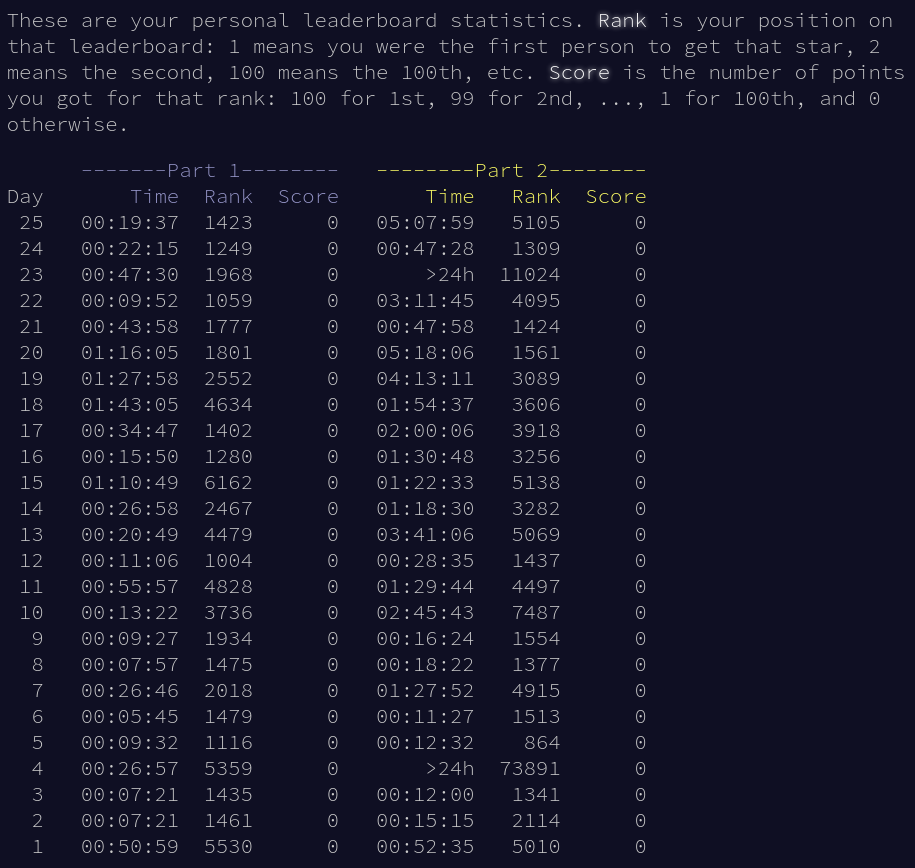 These are your personal leaderboard statistics. Rank is your position on
that leaderboard: 1 means you were the first person to get that star, 2
means the second, 100 means the 100th, etc. Score is the number of points
you got for that rank: 100 for 1st, 99 for 2nd, ..., 1 for 100th, and 0
otherwise.
      -------Part 1--------   --------Part 2--------
Day       Time  Rank  Score       Time   Rank  Score
 25   00:19:37  1423      0   05:07:59   5105      0
 24   00:22:15  1249      0   00:47:28   1309      0
 23   00:47:30  1968      0       >24h  11024      0
 22   00:09:52  1059      0   03:11:45   4095      0
 21   00:43:58  1777      0   00:47:58   1424      0
 20   01:16:05  1801      0   05:18:06   1561      0
 19   01:27:58  2552      0   04:13:11   3089      0
 18   01:43:05  4634      0   01:54:37   3606      0
 17   00:34:47  1402      0   02:00:06   3918      0
 16   00:15:50  1280      0   01:30:48   3256      0
 15   01:10:49  6162      0   01:22:33   5138      0
 14   00:26:58  2467      0   01:18:30   3282      0
 13   00:20:49  4479      0   03:41:06   5069      0
 12   00:11:06  1004      0   00:28:35   1437      0
 11   00:55:57  4828      0   01:29:44   4497      0
 10   00:13:22  3736      0   02:45:43   7487      0
  9   00:09:27  1934      0   00:16:24   1554      0
  8   00:07:57  1475      0   00:18:22   1377      0
  7   00:26:46  2018      0   01:27:52   4915      0
  6   00:05:45  1479      0   00:11:27   1513      0
  5   00:09:32  1116      0   00:12:32    864      0
  4   00:26:57  5359      0       >24h  73891      0
  3   00:07:21  1435      0   00:12:00   1341      0
  2   00:07:21  1461      0   00:15:15   2114      0
  1   00:50:59  5530      0   00:52:35   5010      0